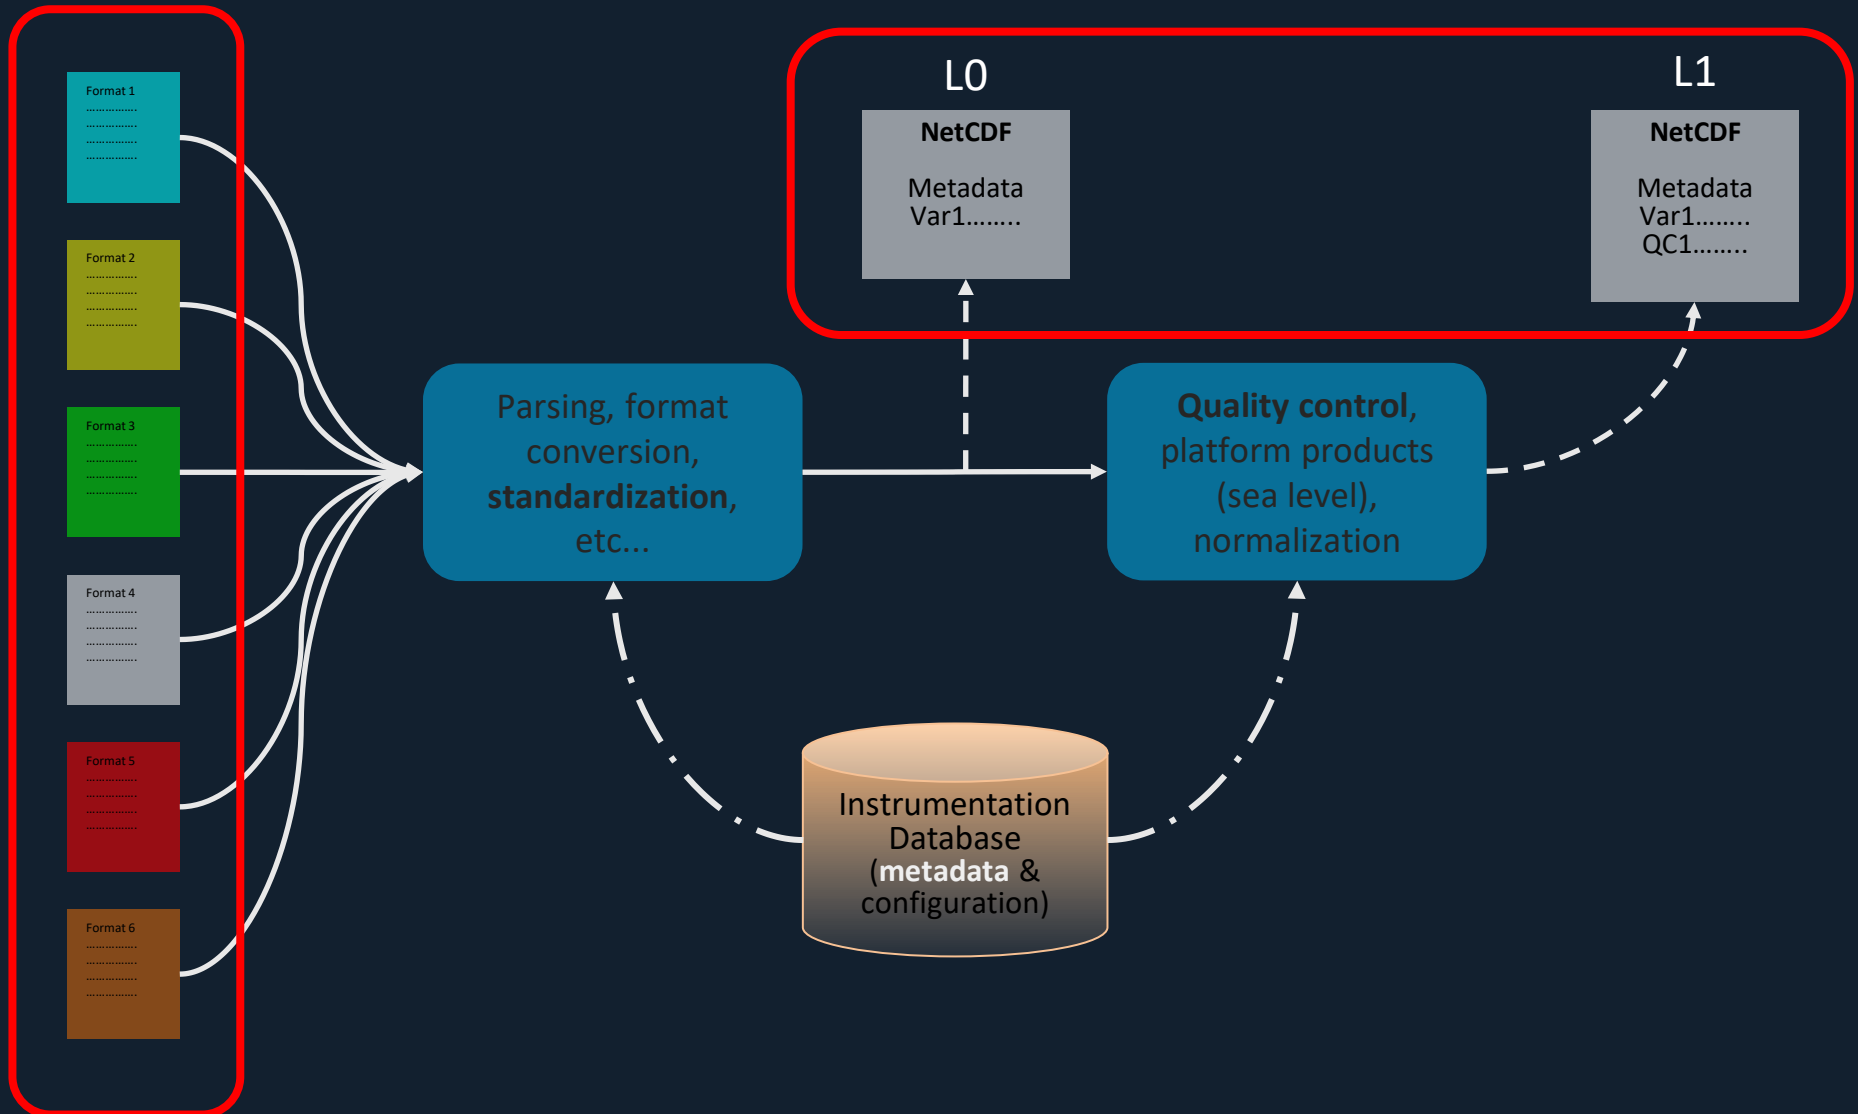 Format 1
................
................
................
................
Format 2
................
................
................
................
Format 3
................
................
................
................
Format 4
................
................
................
................
Format 5
................
................
................
................
Format 6
................
................
................
................
L0
NetCDF
Metadata
Var1........
L1
NetCDF
Metadata
Var1........
QC1........
Parsing, format
conversion,
standardization,
etc...
Quality control,
platform products
(sea level),
normalization
Instrumentation
Database
(metadata &
configuration)